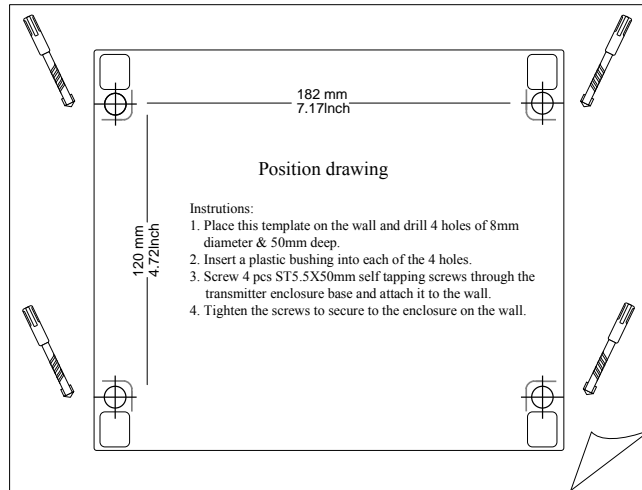 182 mm
7.17Inch
Position drawing
120 mm
4.72Inch
Instrutions:
1. Place this template on the wall and drill 4 holes of 8mm
diameter & 50mm deep.
2. Insert a plastic bushing into each of the 4 holes.
3. Screw 4 pcs ST5.5X50mm self tapping screws through the
transmitter enclosure base and attach it to the wall.
4. Tighten the screws to secure to the enclosure on the wall.